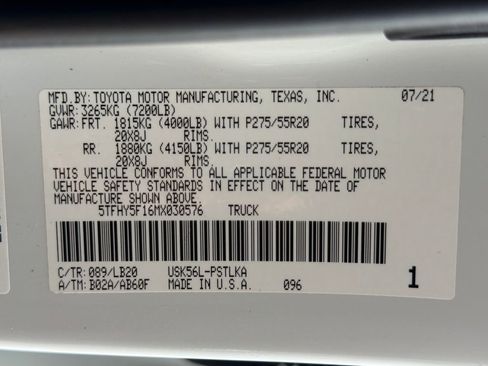 MFD.BY: TOYOTA MOTOR MANUFACTURING, TEXAS, INC. 07/21
GVWR: 3265KG (7200LB)
GAWR: FRT. 1815KG (4000LB) WITH P275/55R20 TIRES,
20X8J RIMS.
RR. 1880KG (4150LB) WITH P275/55R20 TIRES,
20X8J RIMS.
THIS VEHICLE CONFORMS TO ALL APPLICABLE FEDERAL MOTOR
VEHICLE SAFETY STANDARDS IN EFFECT ON THE DATE OF
MANUFACTURE SHOWN ABOVE.
5TFHY5F16MX030576 TRUCK
C/TR: 089/LB20 USK56L-PSTLKA
A/TM: B02A/AB60F MADE IN U.S.A. 096 1